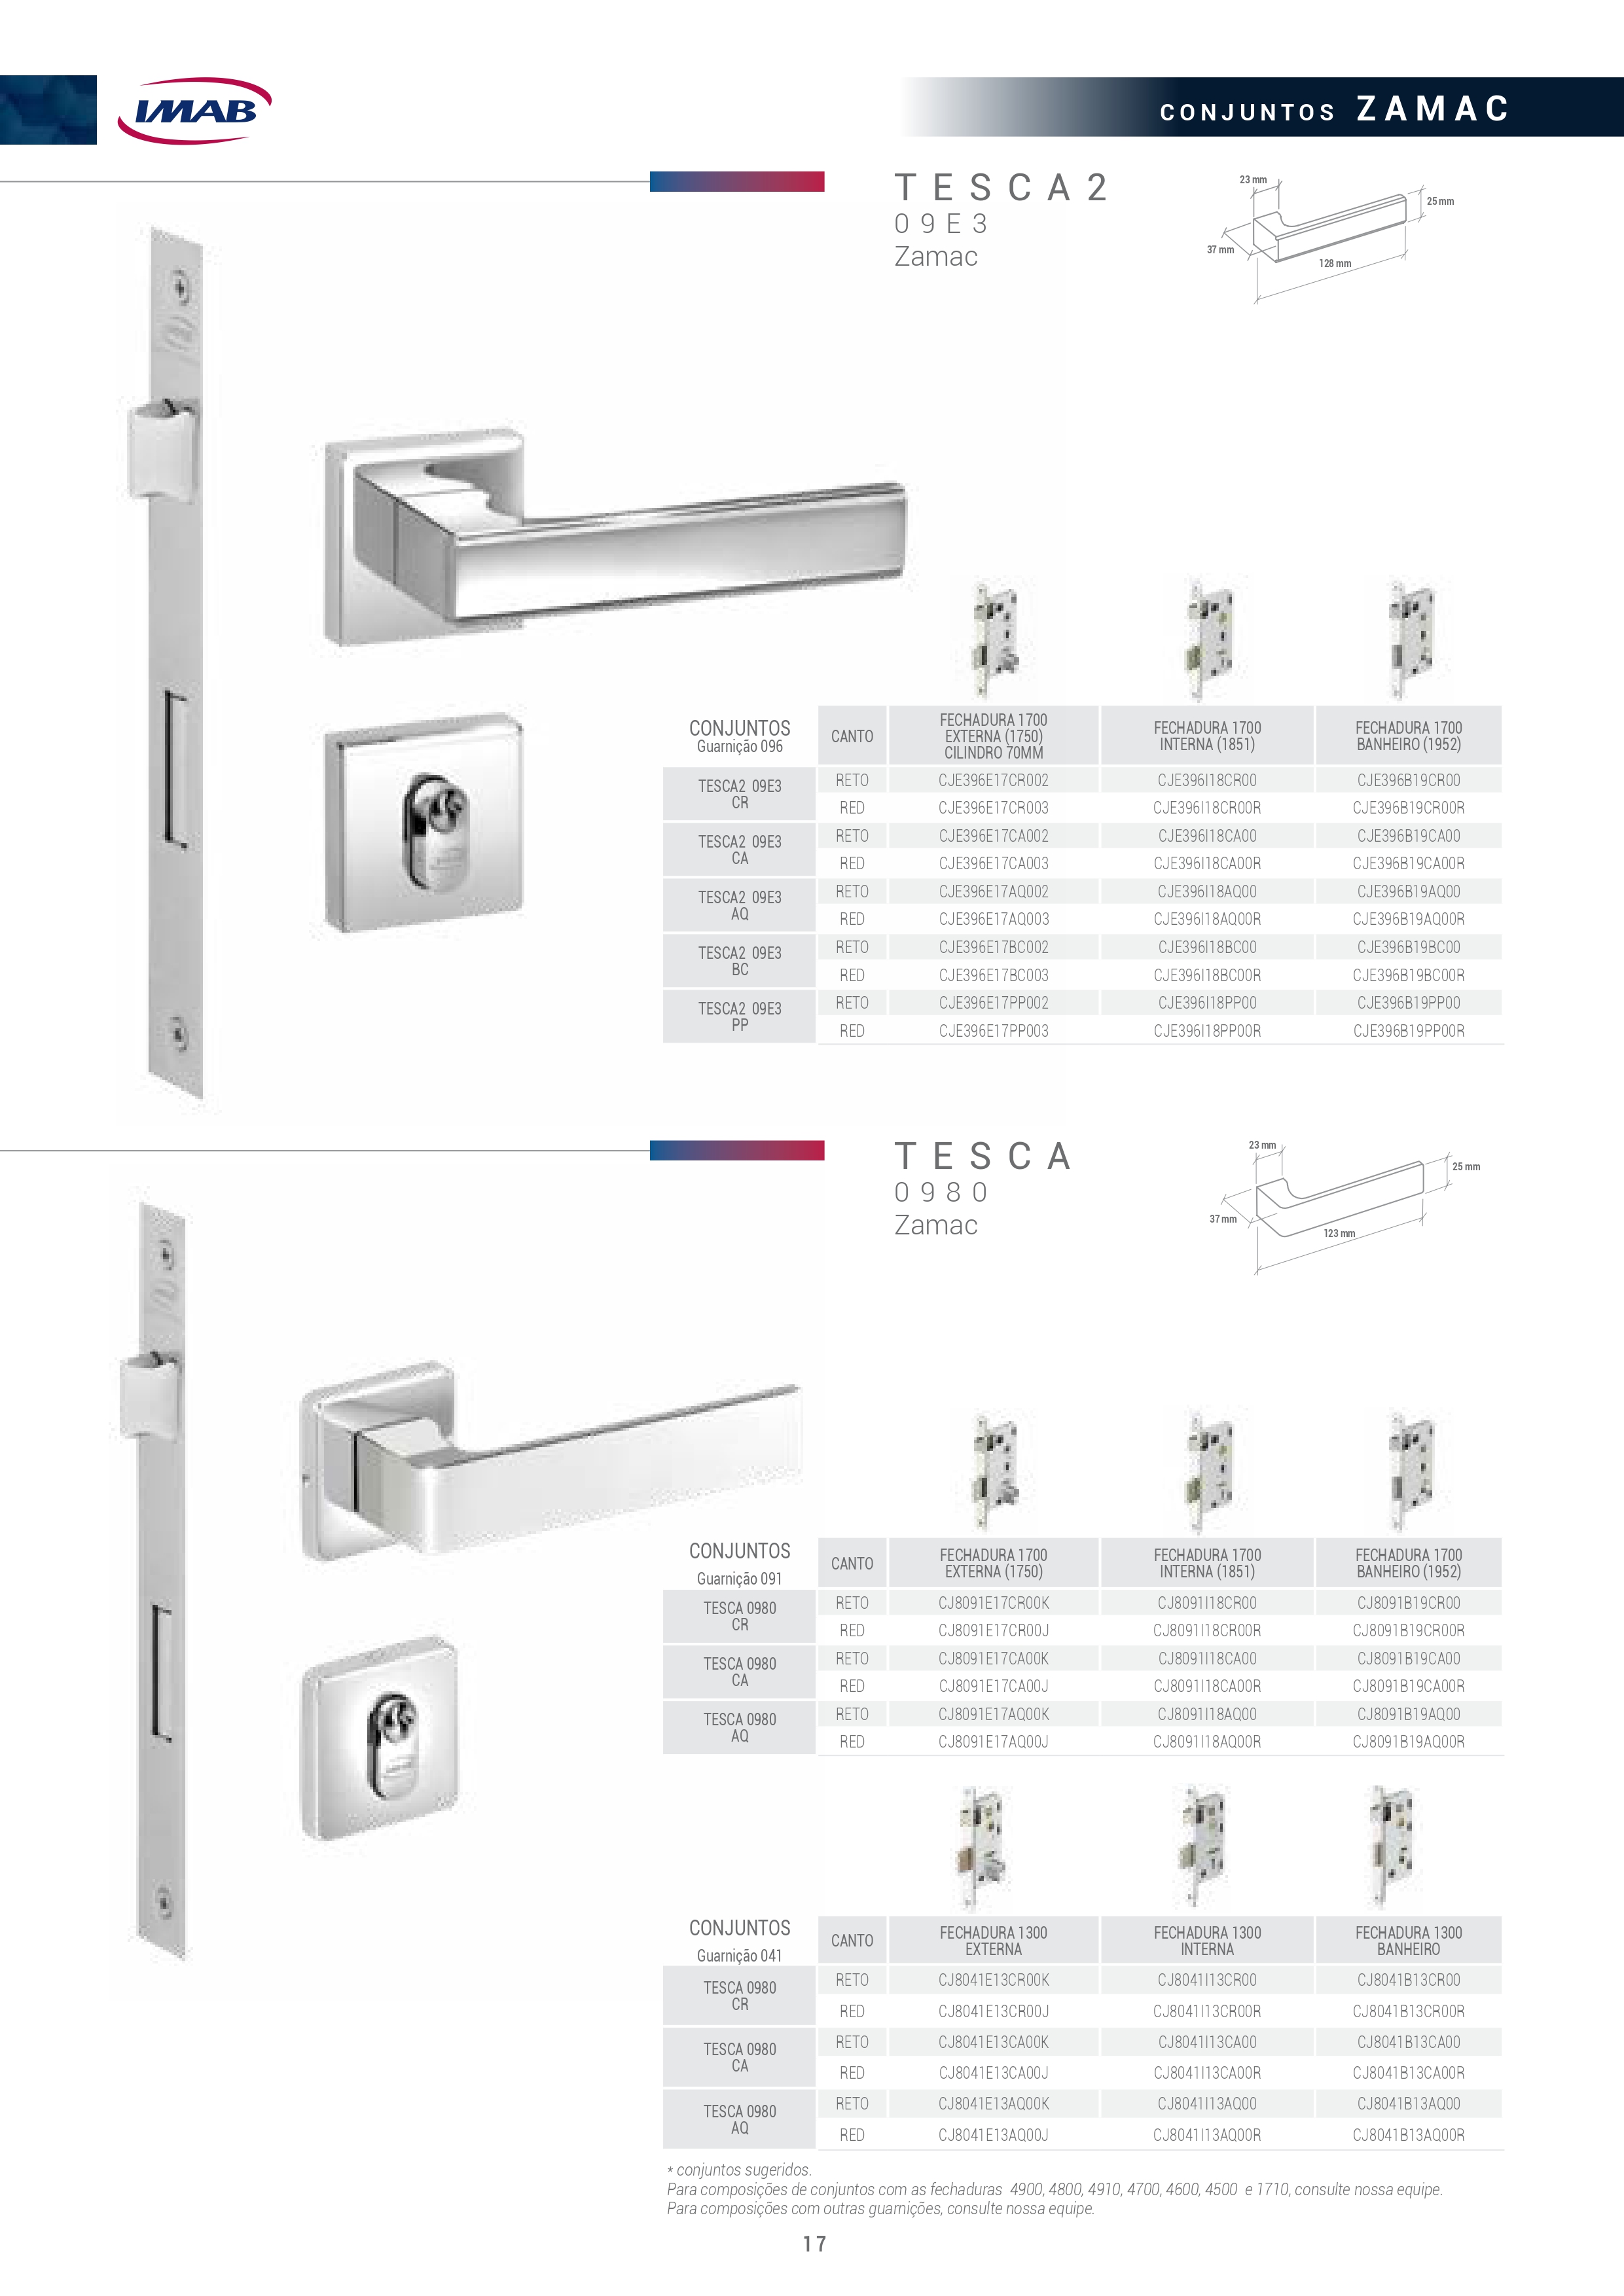 IMAB
CONJUNTOS ZAMAC
TESCA2
09E3
Zamac
23 mm
25 mm
37 mm
128 mm
CONJUNTOS
Guarnição 096
CANTO
FECHADURA 1700
EXTERNA (1750)
CILINDRO 70MM
FECHADURA 1700
INTERNA (1851)
FECHADURA 1700
BANHEIRO (1952)
TESCA2 09E3
CR
RETO CJE396E17CR002 CJE396I18CR00 CJE396B19CR00
RED CJE396E17CR003 CJE396I18CR00R CJE396B19CR00R
TESCA2 09E3
CA
RETO CJE396E17CA002 CJE396I18CA00 CJE396B19CA00
RED CJE396E17CA003 CJE396I18CA00R CJE396B19CA00R
TESCA2 09E3
AQ
RETO CJE396E17AQ002 CJE396I18AQ00 CJE396B19AQ00
RED CJE396E17AQ003 CJE396I18AQ00R CJE396B19AQ00R
TESCA2 09E3
BC
RETO CJE396E17BC002 CJE396I18BC00 CJE396B19BC00
RED CJE396E17BC003 CJE396I18BC00R CJE396B19BC00R
TESCA2 09E3
PP
RETO CJE396E17PP002 CJE396I18PP00 CJE396B19PP00
RED CJE396E17PP003 CJE396I18PP00R CJE396B19PP00R
TESCA
0980
Zamac
23 mm
25 mm
37 mm
123 mm
CONJUNTOS
Guarnição 091
CANTO
FECHADURA 1700
EXTERNA (1750)
FECHADURA 1700
INTERNA (1851)
FECHADURA 1700
BANHEIRO (1952)
TESCA 0980
CR
RETO CJ8091E17CR00K CJ8091I18CR00 CJ8091B19CR00
RED CJ8091E17CR00J CJ8091I18CR00R CJ8091B19CR00R
TESCA 0980
CA
RETO CJ8091E17CA00K CJ8091I18CA00 CJ8091B19CA00
RED CJ8091E17CA00J CJ8091I18CA00R CJ8091B19CA00R
TESCA 0980
AQ
RETO CJ8091E17AQ00K CJ8091I18AQ00 CJ8091B19AQ00
RED CJ8091E17AQ00J CJ8091I18AQ00R CJ8091B19AQ00R
CONJUNTOS
Guarnição 041
CANTO
FECHADURA 1300
EXTERNA
FECHADURA 1300
INTERNA
FECHADURA 1300
BANHEIRO
TESCA 0980
CR
RETO CJ8041E13CR00K CJ8041I13CR00 CJ8041B13CR00
RED CJ8041E13CR00J CJ8041I13CR00R CJ8041B13CR00R
TESCA 0980
CA
RETO CJ8041E13CA00K CJ8041I13CA00 CJ8041B13CA00
RED CJ8041E13CA00J CJ8041I13CA00R CJ8041B13CA00R
TESCA 0980
AQ
RETO CJ8041E13AQ00K CJ8041I13AQ00 CJ8041B13AQ00
RED CJ8041E13AQ00J CJ8041I13AQ00R CJ8041B13AQ00R
* conjuntos sugeridos.
Para composições de conjuntos com as fechaduras 4900, 4800, 4910, 4700, 4600, 4500 e 1710, consulte nossa equipe.
Para composições com outras guarnições, consulte nossa equipe.
17